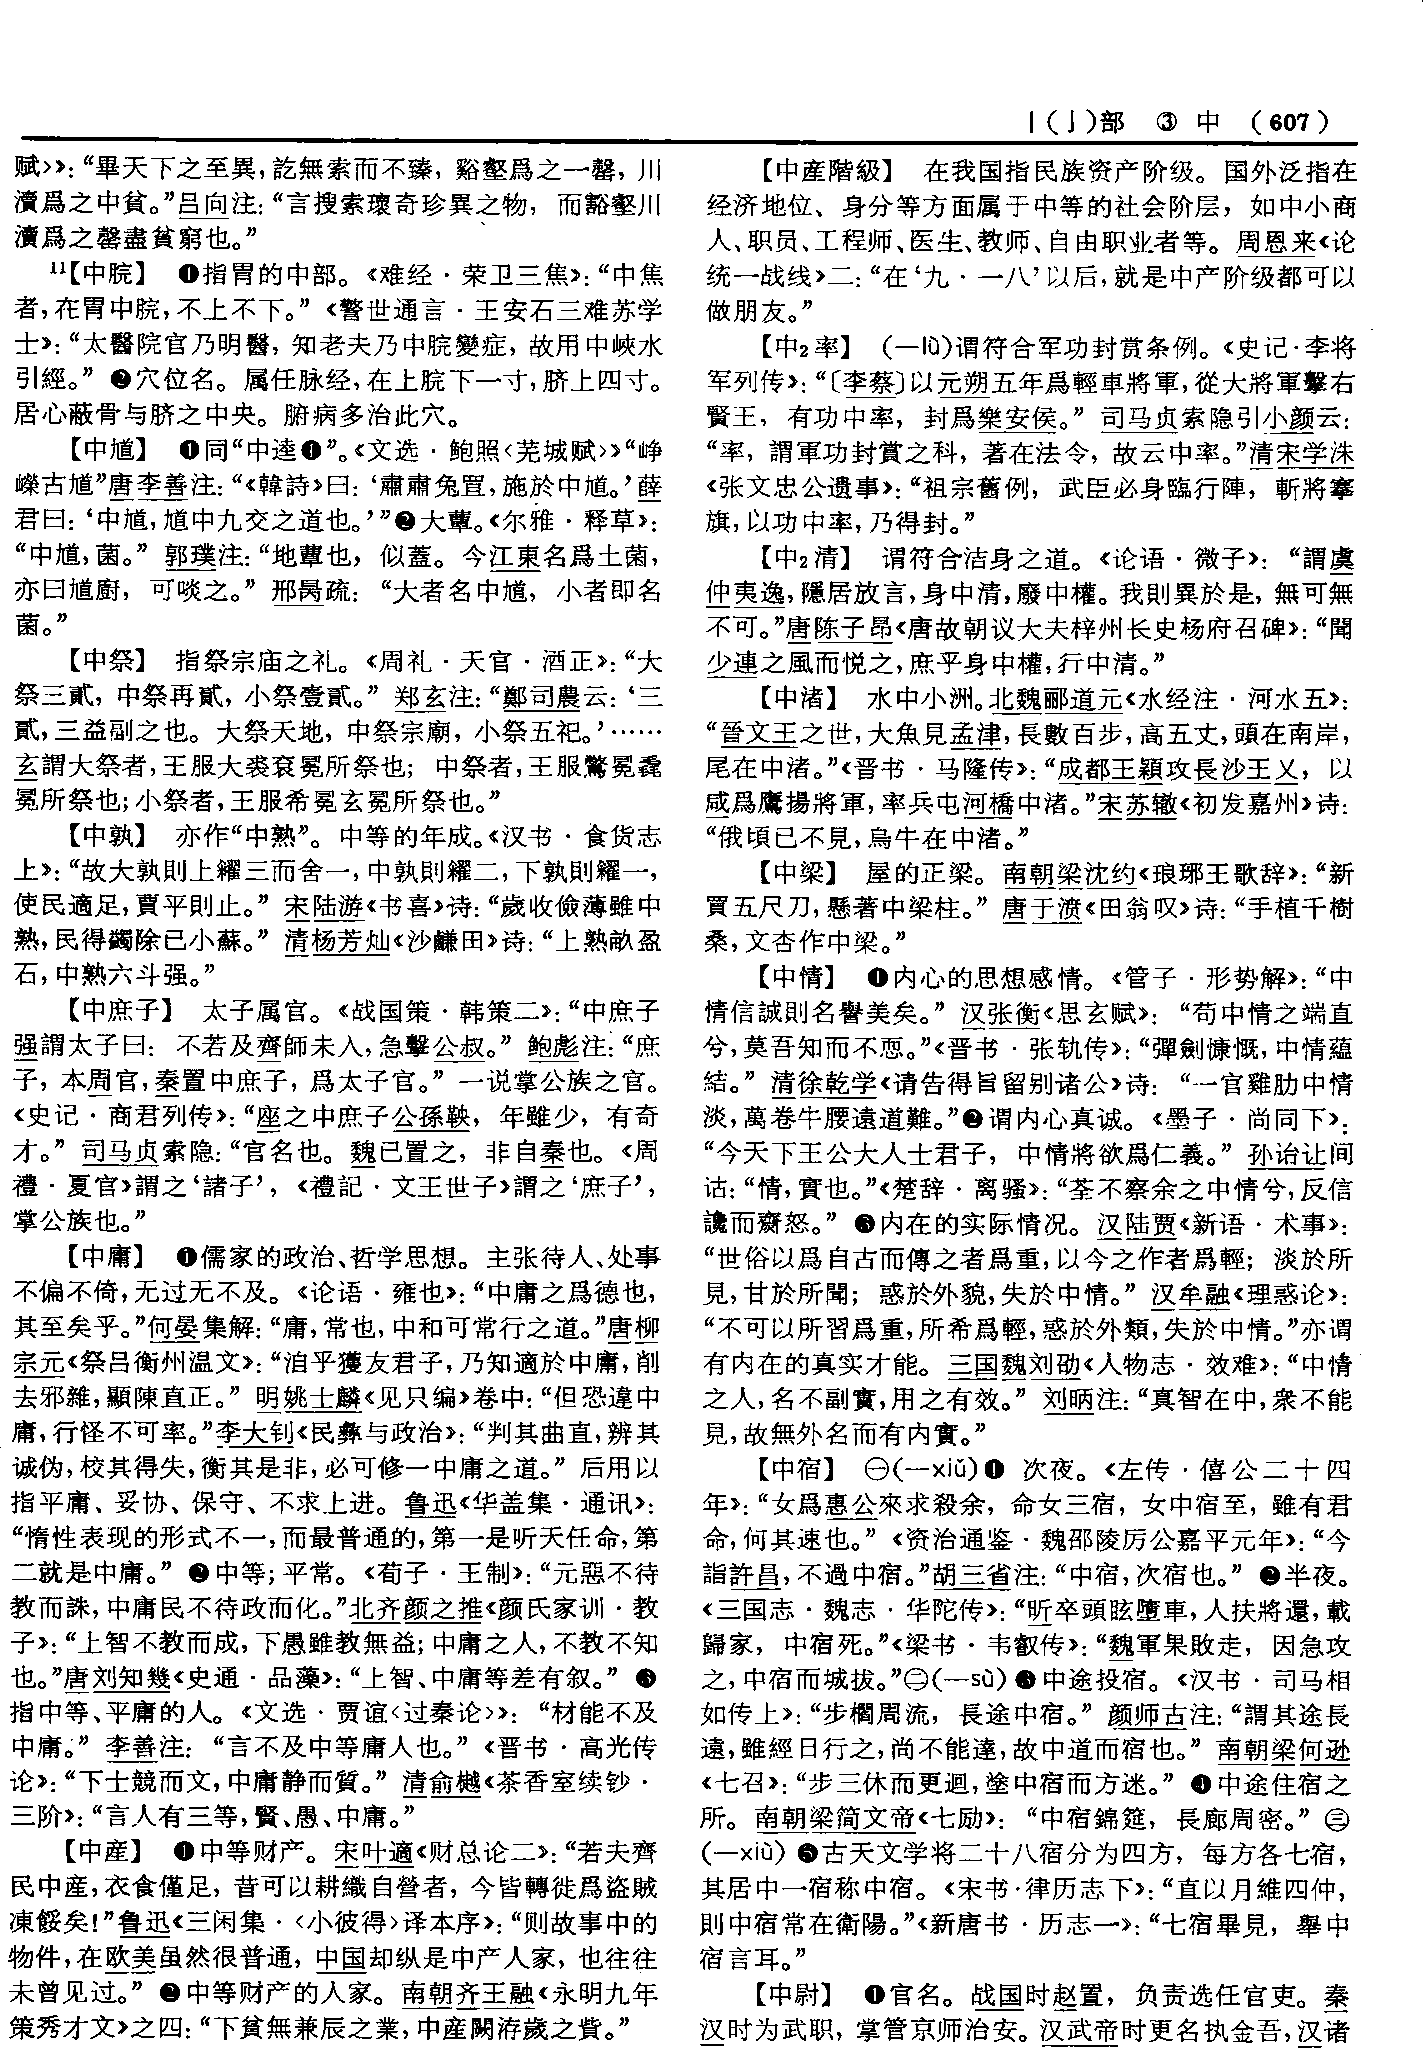 丨(亅)部 ③ 中 (607)
赋〉》：“畢天下之至異，訖無索而不臻，谿壑爲之一罄，川
瀆爲之中貧。”吕向注：“言搜索瓌奇珍異之物，而谿壑川
瀆爲之罄盡貧窮也。”
11【中脘】 ❶指胃的中部。《难经·荣卫三焦》：“中焦
者，在胃中脘，不上不下。”《警世通言·王安石三难苏学
士》：“太醫院官乃明醫，知老夫乃中脘變症，故用中峽水
引經。” ❷穴位名。属任脉经，在上脘下一寸，脐上四寸。
居心蔽骨与脐之中央。腑病多治此穴。
【中馗】 ❶同“中逵❶”。《文选·鲍照〈芜城赋〉》“峥
嵘古馗”唐李善注：“《韓詩》曰：‘肅肅兔罝，施於中馗。’薛
君曰：‘中馗，馗中九交之道也。’”❷大蕈。《尔雅·释草》：
“中馗，菌。” 郭璞注：“地蕈也，似蓋。今江東名爲土菌，
亦曰馗廚，可啖之。” 邢昺疏：“大者名中馗，小者即名
菌。”
【中祭】 指祭宗庙之礼。《周礼·天官·酒正》：“大
祭三貳，中祭再貳，小祭壹貳。” 郑玄注：“鄭司農云：‘三
貳，三益副之也。大祭天地，中祭宗廟，小祭五祀。’……
玄謂大祭者，王服大裘衮冕所祭也；中祭者，王服鷩冕毳
冕所祭也；小祭者，王服希冕玄冕所祭也。”
【中孰】 亦作“中熟”。中等的年成。《汉书·食货志
上》：“故大孰則上糴三而舍一，中孰則糴二，下孰則糴一，
使民適足，賈平則止。” 宋陆游《书喜》诗：“歲收儉薄雖中
熟，民得蠲除已小蘇。” 清杨芳灿《沙鹻田》诗：“上熟畝盈
石，中熟六斗强。”
【中庶子】 太子属官。《战国策·韩策二》：“中庶子
强謂太子曰：不若及齊師未入，急擊公叔。” 鲍彪注：“庶
子，本周官，秦置中庶子，爲太子官。” 一说掌公族之官。
《史记·商君列传》：“座之中庶子公孫鞅，年雖少，有奇
才。” 司马贞索隐：“官名也。魏已置之，非自秦也。《周
禮·夏官》謂之‘諸子’，《禮記·文王世子》謂之‘庶子’，
掌公族也。”
【中庸】 ❶儒家的政治、哲学思想。主张待人、处事
不偏不倚，无过无不及。《论语·雍也》：“中庸之爲德也，
其至矣乎。”何晏集解：“庸，常也，中和可常行之道。”唐柳
宗元《祭吕衡州温文》：“洎乎獲友君子，乃知適於中庸，削
去邪雜，顯陳直正。” 明姚士麟《见只编》卷中：“但恐違中
庸，行怪不可率。”李大钊《民彝与政治》：“判其曲直，辨其
诚伪，校其得失，衡其是非，必可修一中庸之道。” 后用以
指平庸、妥协、保守、不求上进。鲁迅《华盖集·通讯》：
“惰性表现的形式不一，而最普通的，第一是听天任命，第
二就是中庸。” ❷中等；平常。《荀子·王制》：“元惡不待
教而誅，中庸民不待政而化。”北齐颜之推《颜氏家训·教
子》：“上智不教而成，下愚雖教無益；中庸之人，不教不知
也。”唐刘知幾《史通·品藻》：“上智、中庸等差有叙。” ❸
指中等、平庸的人。《文选·贾谊〈过秦论〉》：“材能不及
中庸。” 李善注：“言不及中等庸人也。”《晋书·高光传
论》：“下士競而文，中庸静而質。” 清俞樾《茶香室续钞·
三阶》：“言人有三等，賢、愚、中庸。”
【中産】 ❶中等财产。宋叶適《财总论二》：“若夫齊
民中産，衣食僅足，昔可以耕織自營者，今皆轉徙爲盜賊
凍餒矣！”鲁迅《三闲集·〈小彼得〉译本序》：“则故事中的
物件，在欧美虽然很普通，中国却纵是中产人家，也往往
未曾见过。” ❷中等财产的人家。南朝齐王融《永明九年
策秀才文》之四：“下貧無兼辰之業，中産闕洊歲之貲。”
【中産階級】 在我国指民族资产阶级。国外泛指在
经济地位、身分等方面属于中等的社会阶层，如中小商
人、职员、工程师、医生、教师、自由职业者等。周恩来《论
统一战线》二：“在‘九·一八’以后，就是中产阶级都可以
做朋友。”
【中₂率】 (—lǜ)谓符合军功封赏条例。《史记·李将
军列传》：“〔李蔡〕以元朔五年爲輕車將軍，從大將軍擊右
賢王，有功中率，封爲樂安侯。” 司马贞索隐引小颜云：
“率，謂軍功封賞之科，著在法令，故云中率。”清宋学洙
《张文忠公遗事》：“祖宗舊例，武臣必身臨行陣，斬將搴
旗，以功中率，乃得封。”
【中₂清】 谓符合洁身之道。《论语·微子》：“謂虞
仲夷逸，隱居放言，身中清，廢中權。我則異於是，無可無
不可。”唐陈子昂《唐故朝议大夫梓州长史杨府召碑》：“聞
少連之風而悦之，庶乎身中權，行中清。”
【中渚】 水中小洲。北魏郦道元《水经注·河水五》：
“晉文王之世，大魚見孟津，長數百步，高五丈，頭在南岸，
尾在中渚。”《晋书·马隆传》：“成都王穎攻長沙王乂，以
咸爲鷹揚將軍，率兵屯河橋中渚。”宋苏辙《初发嘉州》诗：
“俄頃已不見，烏牛在中渚。”
【中梁】 屋的正梁。南朝梁沈约《琅琊王歌辞》：“新
買五尺刀，懸著中梁柱。” 唐于濆《田翁叹》诗：“手植千樹
桑，文杏作中梁。”
【中情】 ❶内心的思想感情。《管子·形势解》：“中
情信誠則名譽美矣。” 汉张衡《思玄赋》：“苟中情之端直
兮，莫吾知而不恧。”《晋书·张轨传》：“彈劍慷慨，中情蕴
結。” 清徐乾学《请告得旨留别诸公》诗：“一官雞肋中情
淡，萬卷牛腰遠道難。”❷谓内心真诚。《墨子·尚同下》：
“今天下王公大人士君子，中情將欲爲仁義。” 孙诒让间
诂：“情，實也。”《楚辞·离骚》：“荃不察余之中情兮，反信
讒而齌怒。” ❸内在的实际情况。汉陆贾《新语·术事》：
“世俗以爲自古而傳之者爲重，以今之作者爲輕；淡於所
見，甘於所聞；惑於外貌，失於中情。” 汉牟融《理惑论》：
“不可以所習爲重，所希爲輕，惑於外類，失於中情。”亦谓
有内在的真实才能。三国魏刘劭《人物志·效难》：“中情
之人，名不副實，用之有效。” 刘昞注：“真智在中，衆不能
見，故無外名而有内實。”
【中宿】 ㊀(—xiǔ)❶ 次夜。《左传·僖公二十四
年》：“女爲惠公來求殺余，命女三宿，女中宿至，雖有君
命，何其速也。”《资治通鉴·魏邵陵厉公嘉平元年》：“今
詣許昌，不過中宿。”胡三省注：“中宿，次宿也。” ❷半夜。
《三国志·魏志·华陀传》：“昕卒頭眩墮車，人扶將還，載
歸家，中宿死。”《梁书·韦叡传》：“魏軍果敗走，因急攻
之，中宿而城拔。”㊁(—sù)❸中途投宿。《汉书·司马相
如传上》：“步櫩周流，長途中宿。” 颜师古注：“謂其途長
遠，雖經日行之，尚不能達，故中道而宿也。” 南朝梁何逊
《七召》：“步三休而更迴，塗中宿而方迷。” ❹中途住宿之
所。南朝梁简文帝《七励》：“中宿錦筵，長廊周密。” ㊂
(—xiù) ❺古天文学将二十八宿分为四方，每方各七宿，
其居中一宿称中宿。《宋书·律历志下》：“直以月維四仲，
則中宿常在衛陽。”《新唐书·历志一》：“七宿畢見，舉中
宿言耳。”
【中尉】 ❶官名。战国时赵置，负责选任官吏。秦
汉时为武职，掌管京师治安。汉武帝时更名执金吾，汉诸